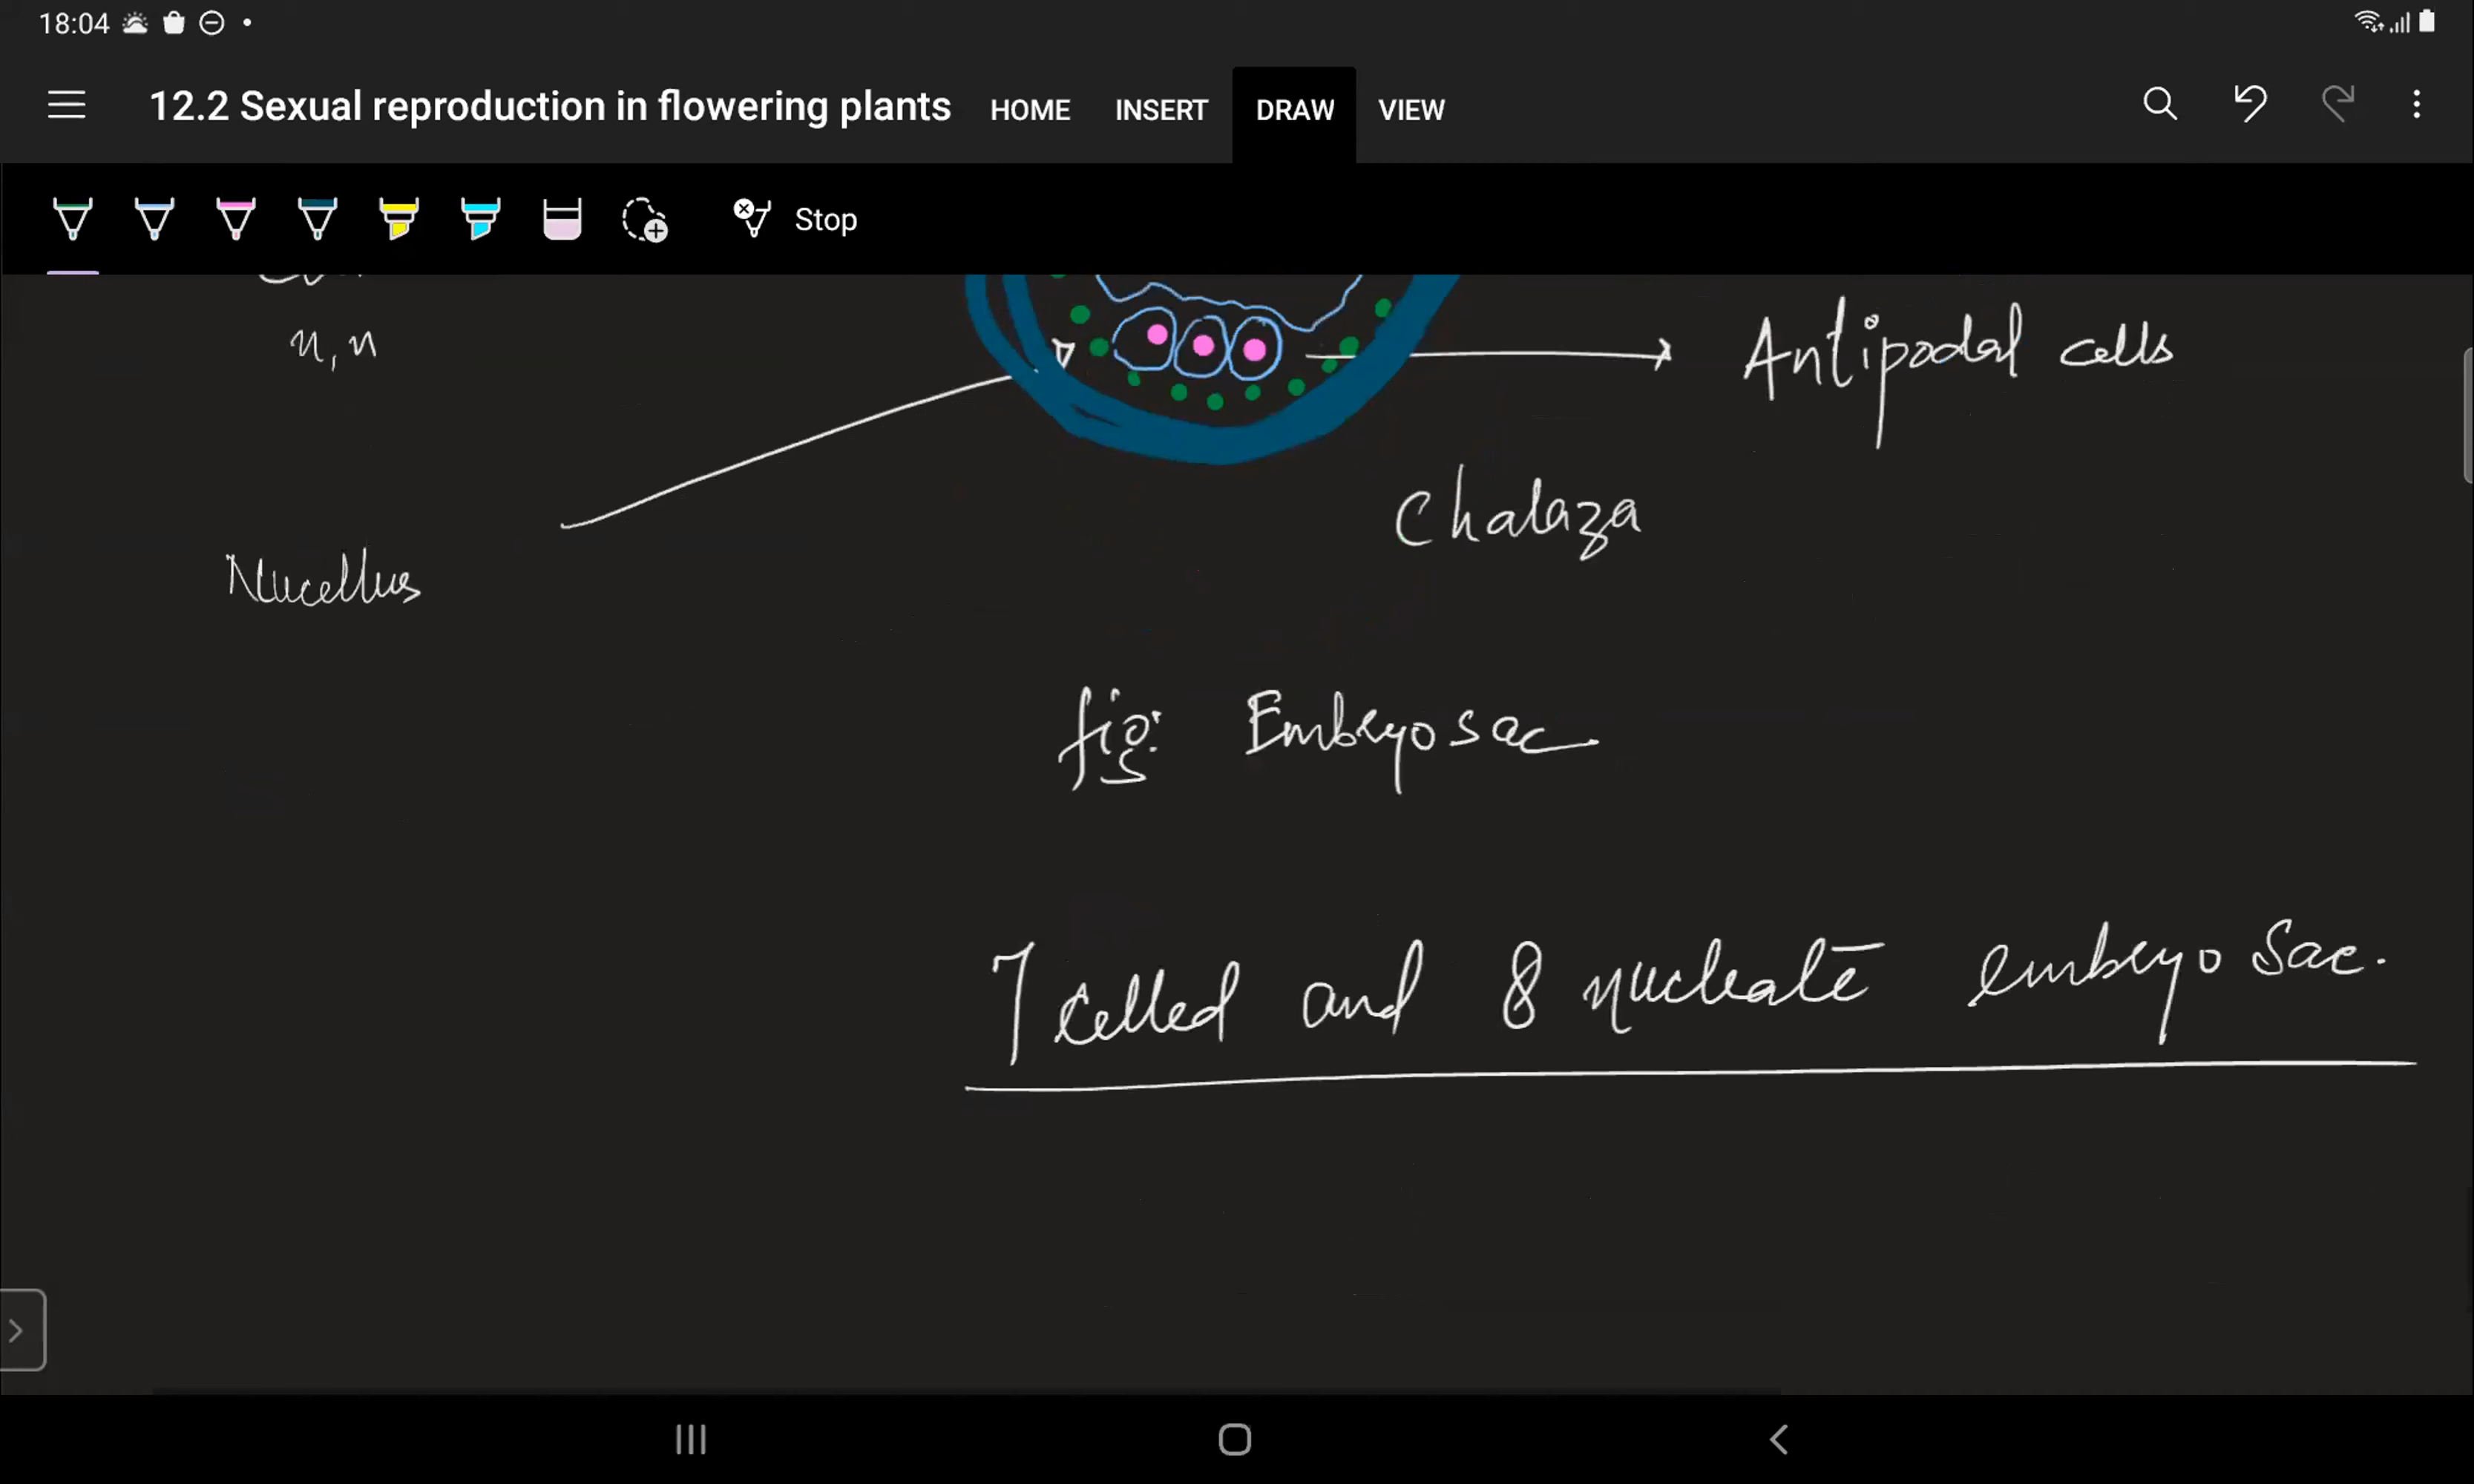 18:04
12.2 Sexual reproduction in flowering plants HOME INSERT DRAW VIEW
Stop
n, n
Antipodal cells
Chalaza
Nucellus
fig: Embryo sac
7 celled and 8 nucleate embryo sac.